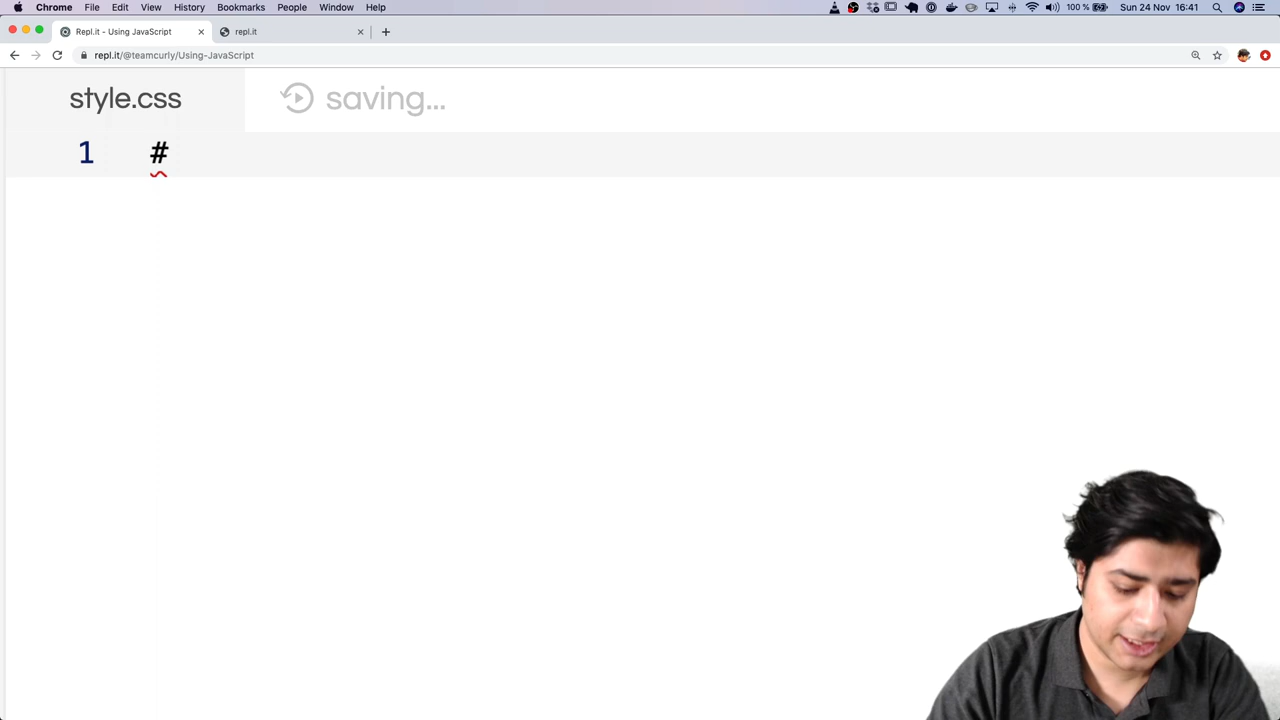 Chrome File Edit View History Bookmarks People Window Help 100 % Sun 24 Nov 16:41
Repl.it - Using JavaScript repl.it
repl.it/@teamcurly/Using-JavaScript
style.css saving...
1 #